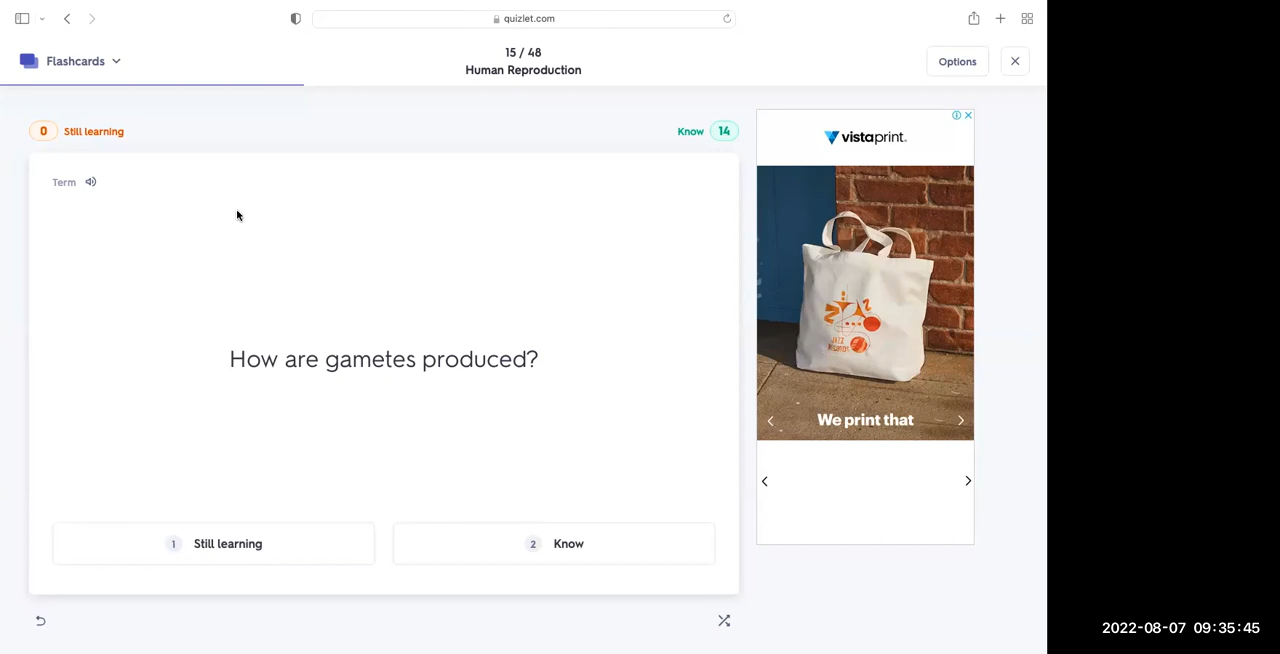 quizlet.com
Flashcards
15 / 48
Human Reproduction
Options
0 Still learning
Know 14
Term
How are gametes produced?
1 Still learning
2 Know
vistaprint.
JAZZ
We print that
2022-08-07 09:35:45